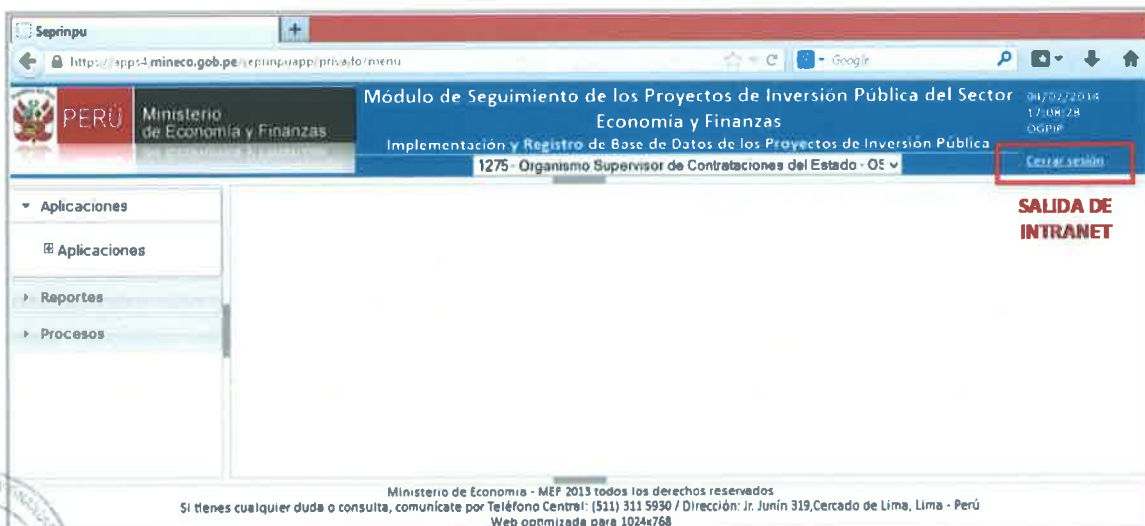 Seprinpu
https://apps4.mineco.gob.pe/seprinpuapp/privado/menu
Google
PERÚ
Ministerio
de Economía y Finanzas
Módulo de Seguimiento de los Proyectos de Inversión Pública del Sector
Economía y Finanzas
Implementación y Registro de Base de Datos de los Proyectos de Inversión Pública
1275 - Organismo Supervisor de Contrataciones del Estado - OS
04/02/2014
17:08:28
OGPIP
Cerrar sesión
SALIDA DE
INTRANET
Aplicaciones
Aplicaciones
Reportes
Procesos
Ministerio de Economía - MEF 2013 todos los derechos reservados
Si tienes cualquier duda o consulta, comunícate por Teléfono Central: (511) 311 5930 / Dirección: Jr. Junín 319,Cercado de Lima, Lima - Perú
Web optimizada para 1024x768